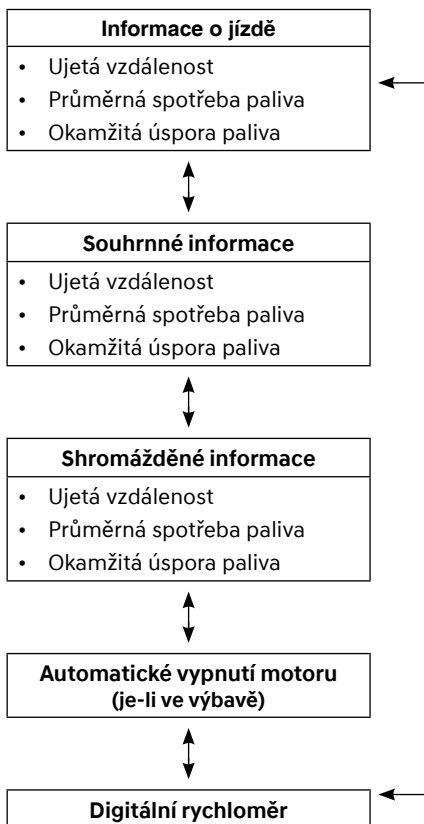 Informace o jízdě
• Ujetá vzdálenost
• Průměrná spotřeba paliva
• Okamžitá úspora paliva
Souhrnné informace
• Ujetá vzdálenost
• Průměrná spotřeba paliva
• Okamžitá úspora paliva
Shromážděné informace
• Ujetá vzdálenost
• Průměrná spotřeba paliva
• Okamžitá úspora paliva
Automatické vypnutí motoru
(je-li ve výbavě)
Digitální rychloměr